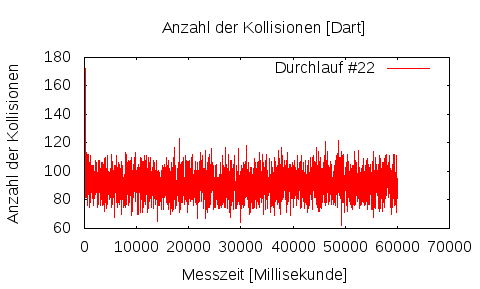 Anzahl der Kollisionen [Dart]
Durchlauf #22
Anzahl der Kollisionen
180
160
140
120
100
80
60
0 10000 20000 30000 40000 50000 60000 70000
Messzeit [Millisekunde]